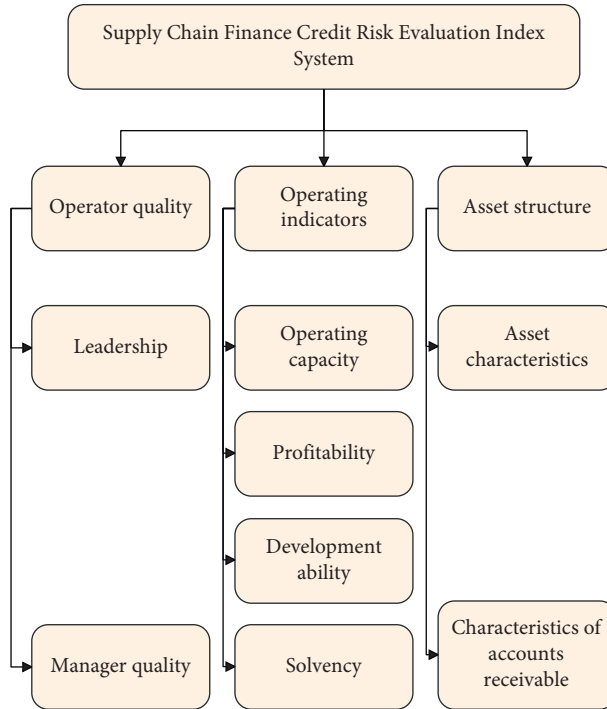 Supply Chain Finance Credit Risk Evaluation Index
System
Operator quality
Operating
indicators
Asset structure
Leadership
Operating
capacity
Asset
characteristics
Profitability
Development
ability
Manager quality
Solvency
Characteristics of
accounts
receivable